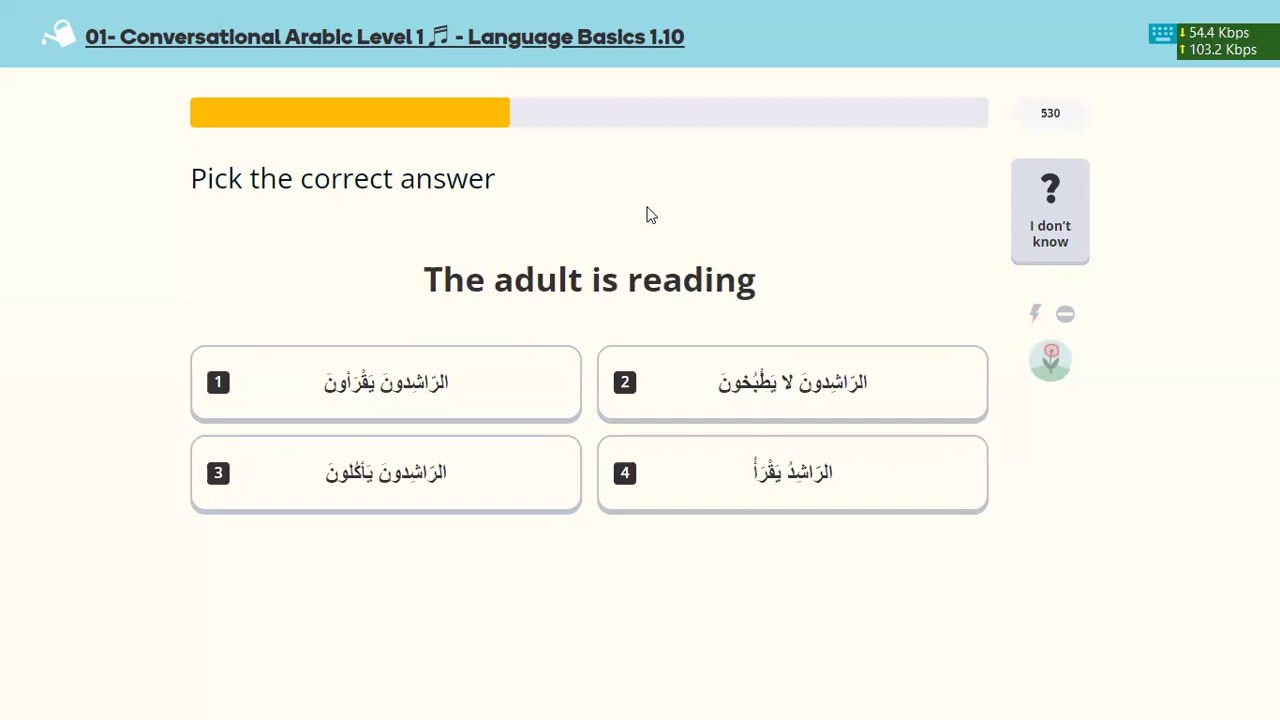 01- Conversational Arabic Level 1 🎵 - Language Basics 1.10
↓ 54.4 Kbps
↑ 103.2 Kbps
530
Pick the correct answer
?
I don't
know
The adult is reading
1 الرّاشِدونَ يَقْرَأونَ
2 الرّاشِدونَ لا يَطْبُخونَ
3 الرّاشِدونَ يَأكُلونَ
4 الرّاشِدُ يَقْرَأُ